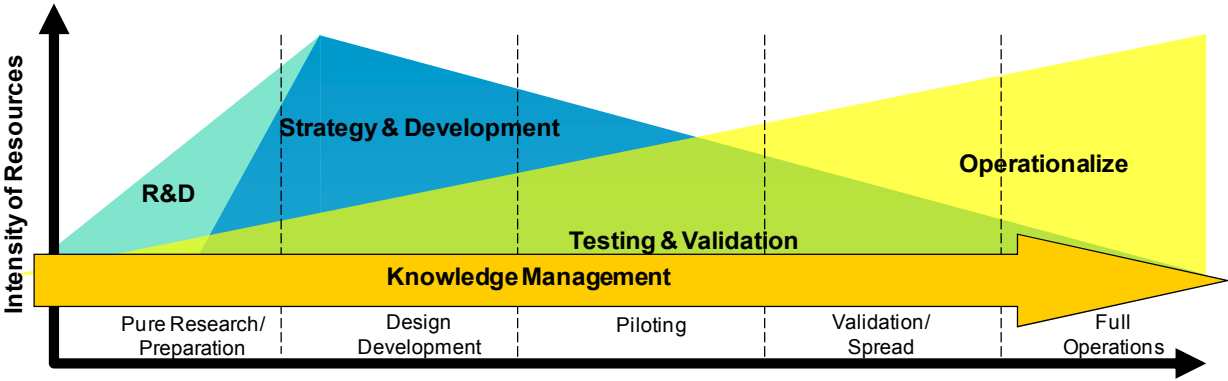 Intensity of Resources
Strategy & Development
R&D
Operationalize
Testing & Validation
Knowledge Management
Pure Research/
Preparation
Design
Development
Piloting
Validation/
Spread
Full
Operations